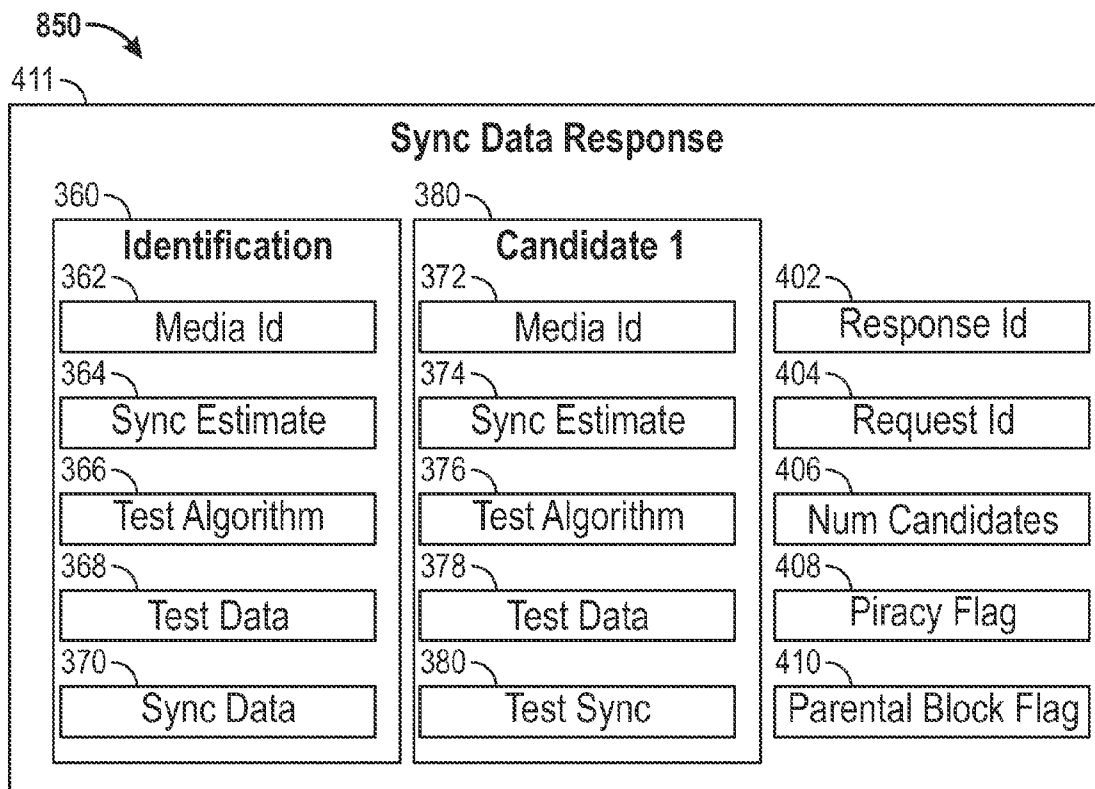 850
411
Sync Data Response
360
Identification
362
Media Id
364
Sync Estimate
366
Test Algorithm
368
Test Data
370
Sync Data
380
Candidate 1
372
Media Id
374
Sync Estimate
376
Test Algorithm
378
Test Data
380
Test Sync
402
Response Id
404
Request Id
406
Num Candidates
408
Piracy Flag
410
Parental Block Flag